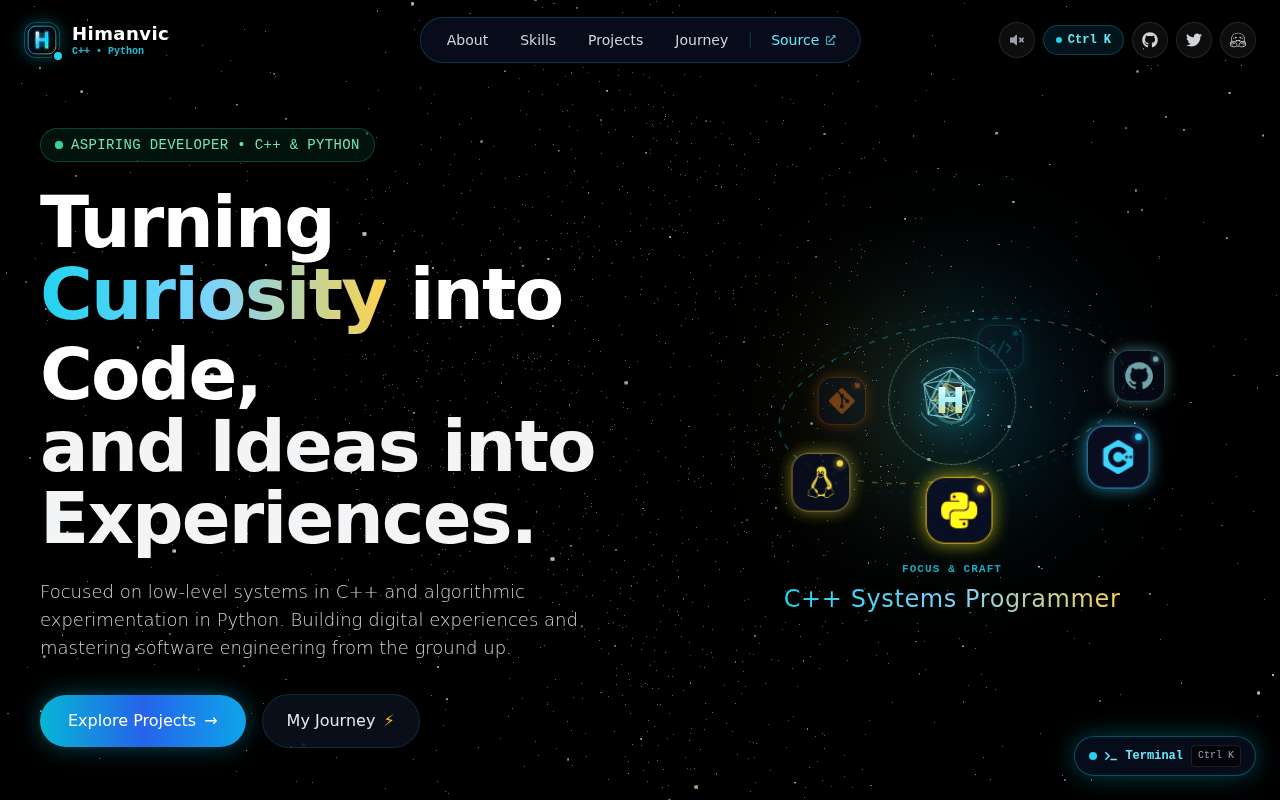 Himanvic
C++ • Python
About
Skills
Projects
Journey
Source
Ctrl K
ASPIRING DEVELOPER • C++ & PYTHON
Turning
Curiosity into
Code,
and Ideas into
Experiences.
Focused on low-level systems in C++ and algorithmic
experimentation in Python. Building digital experiences and
mastering software engineering from the ground up.
Explore Projects →
My Journey ⚡
H
FOCUS & CRAFT
C++ Systems Programmer
Terminal
Ctrl K